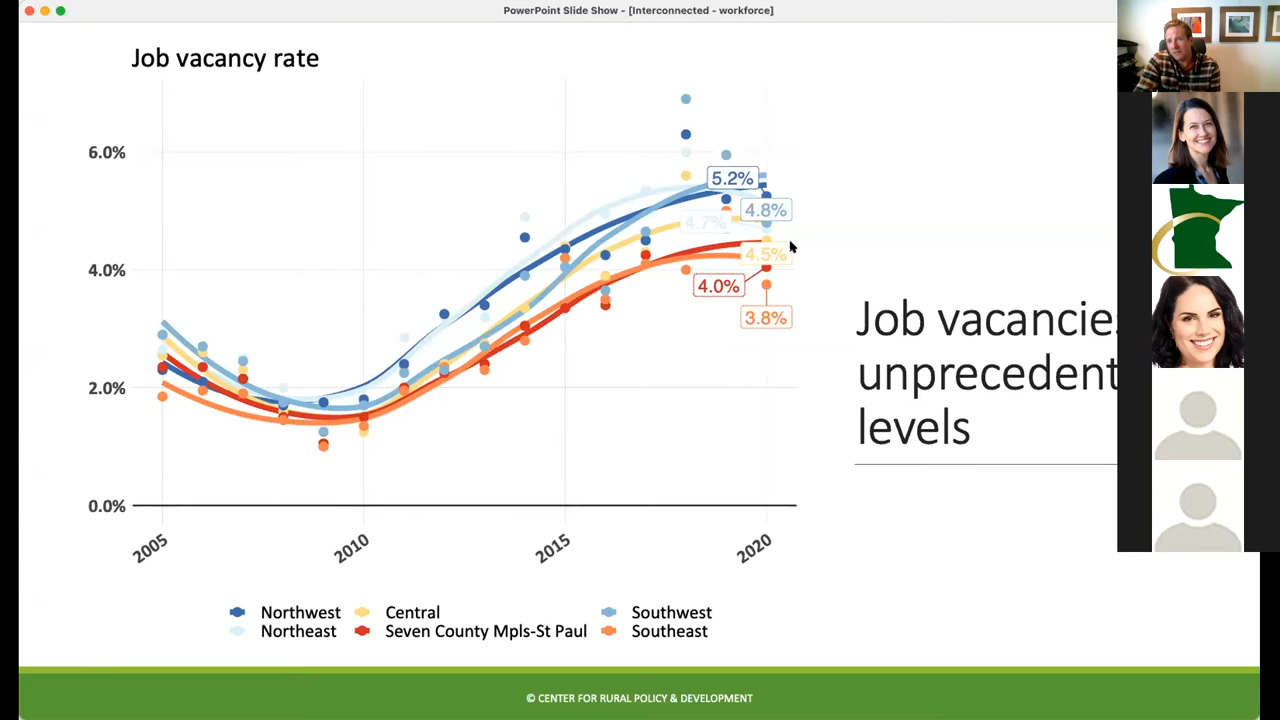 PowerPoint Slide Show - [Interconnected - workforce]
Job vacancy rate
6.0%
4.0%
2.0%
0.0%
5.2%
4.8%
4.7%
4.5%
4.0%
3.8%
2005
2010
2015
2020
Northwest
Central
Southwest
Northeast
Seven County Mpls-St Paul
Southeast
Job vacancie
unprecedent
levels
© CENTER FOR RURAL POLICY & DEVELOPMENT